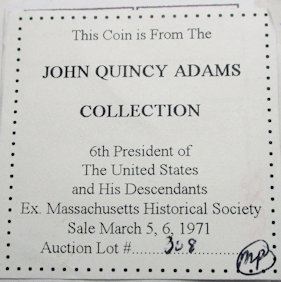 This Coin is From The
JOHN QUINCY ADAMS
COLLECTION
6th President of
The United States
and His Descendants
Ex. Massachusetts Historical Society
Sale March 5, 6, 1971
Auction Lot #......308............
mp